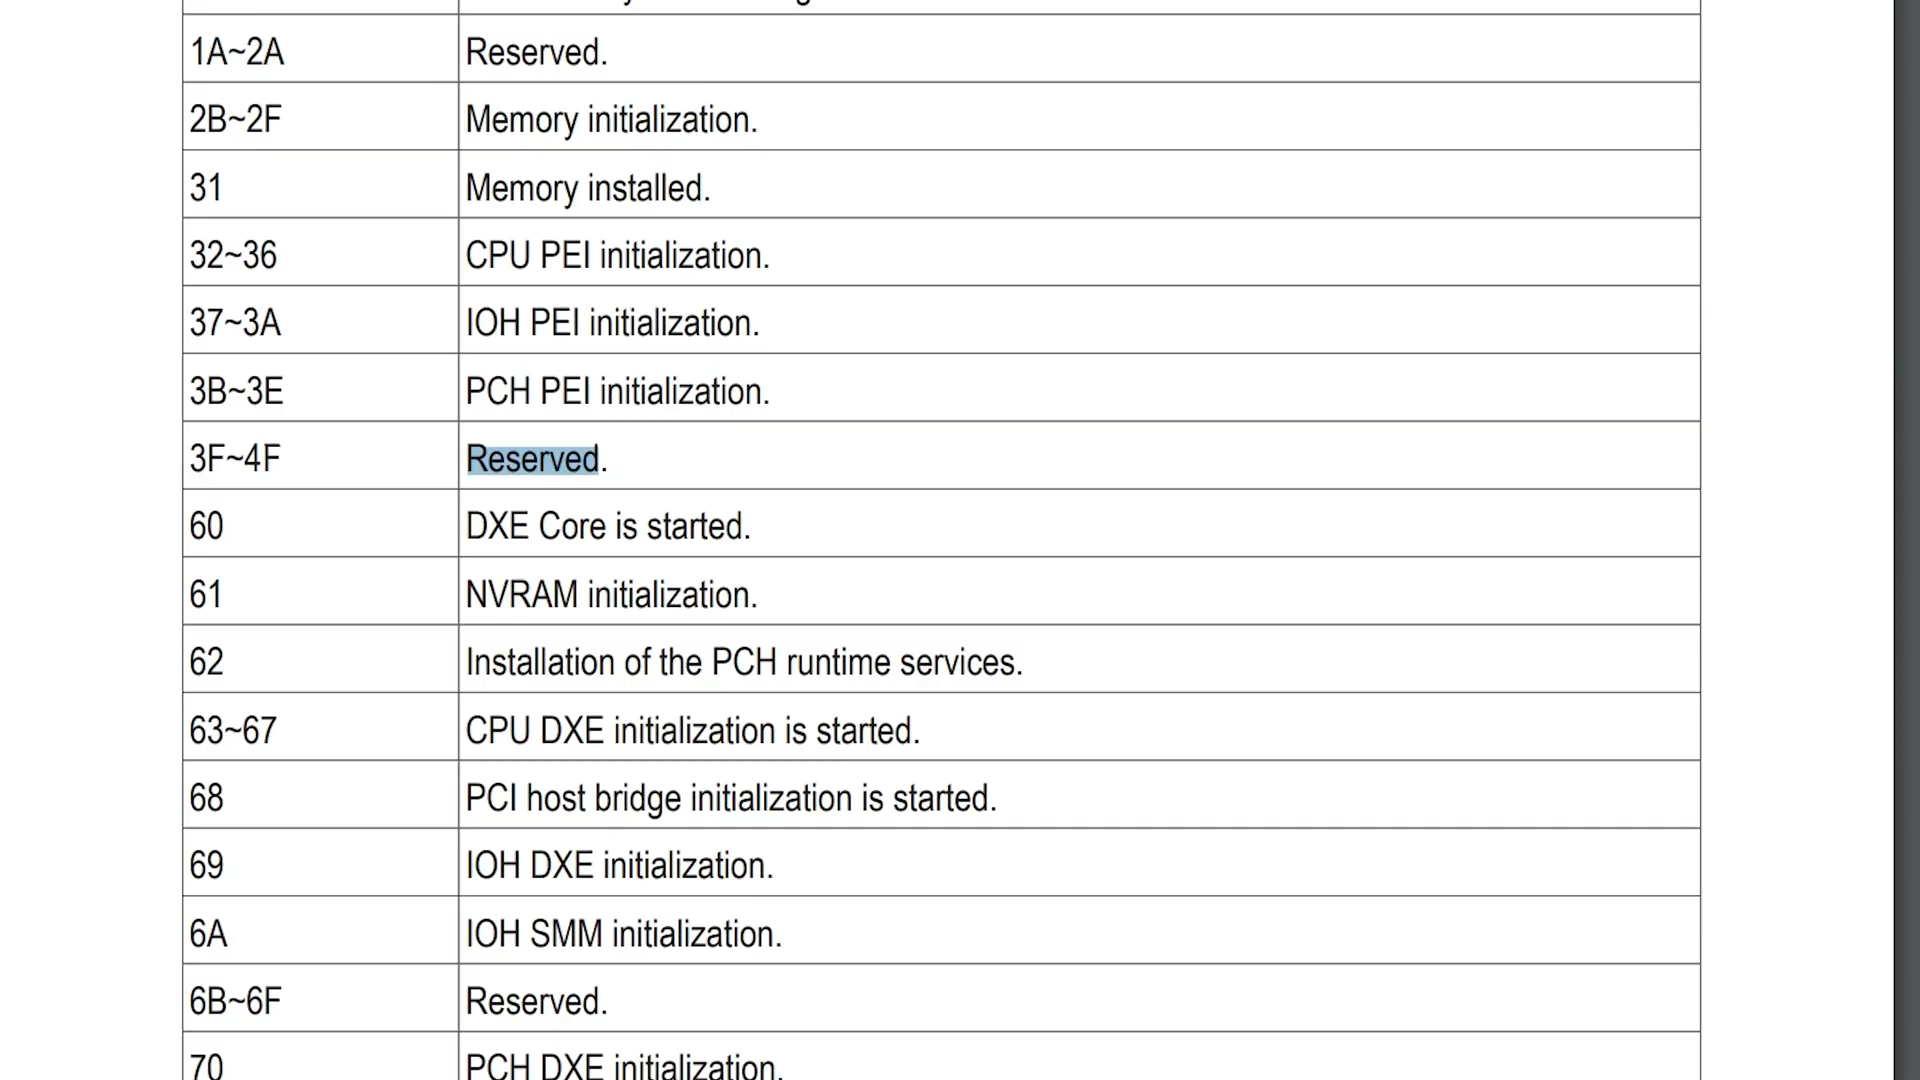 1A~2A Reserved.
2B~2F Memory initialization.
31 Memory installed.
32~36 CPU PEI initialization.
37~3A IOH PEI initialization.
3B~3E PCH PEI initialization.
3F~4F Reserved.
60 DXE Core is started.
61 NVRAM initialization.
62 Installation of the PCH runtime services.
63~67 CPU DXE initialization is started.
68 PCI host bridge initialization is started.
69 IOH DXE initialization.
6A IOH SMM initialization.
6B~6F Reserved.
70 PCH DXE initialization.